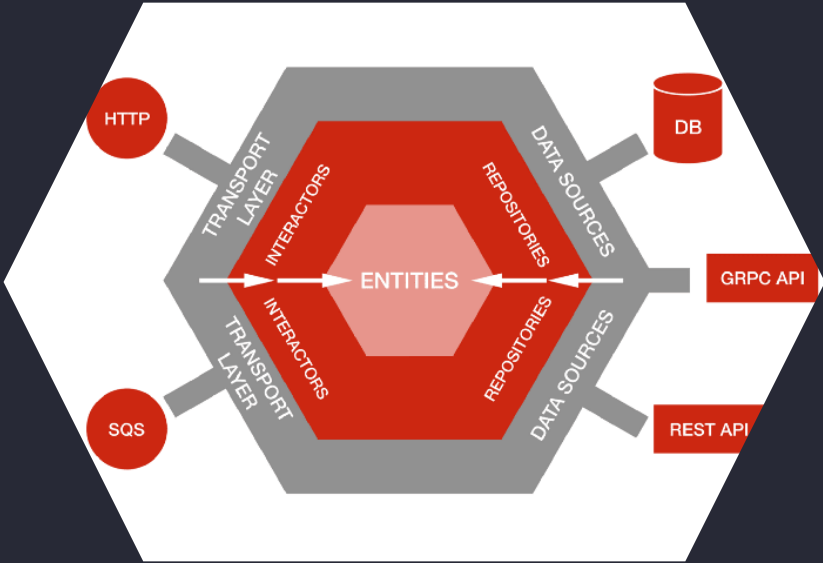 HTTP
TRANSPORT
LAYER
INTERACTORS
REPOSITORIES
DATA SOURCES
DB
ENTITIES
GRPC API
SQS
TRANSPORT
LAYER
INTERACTORS
REPOSITORIES
DATA SOURCES
REST API